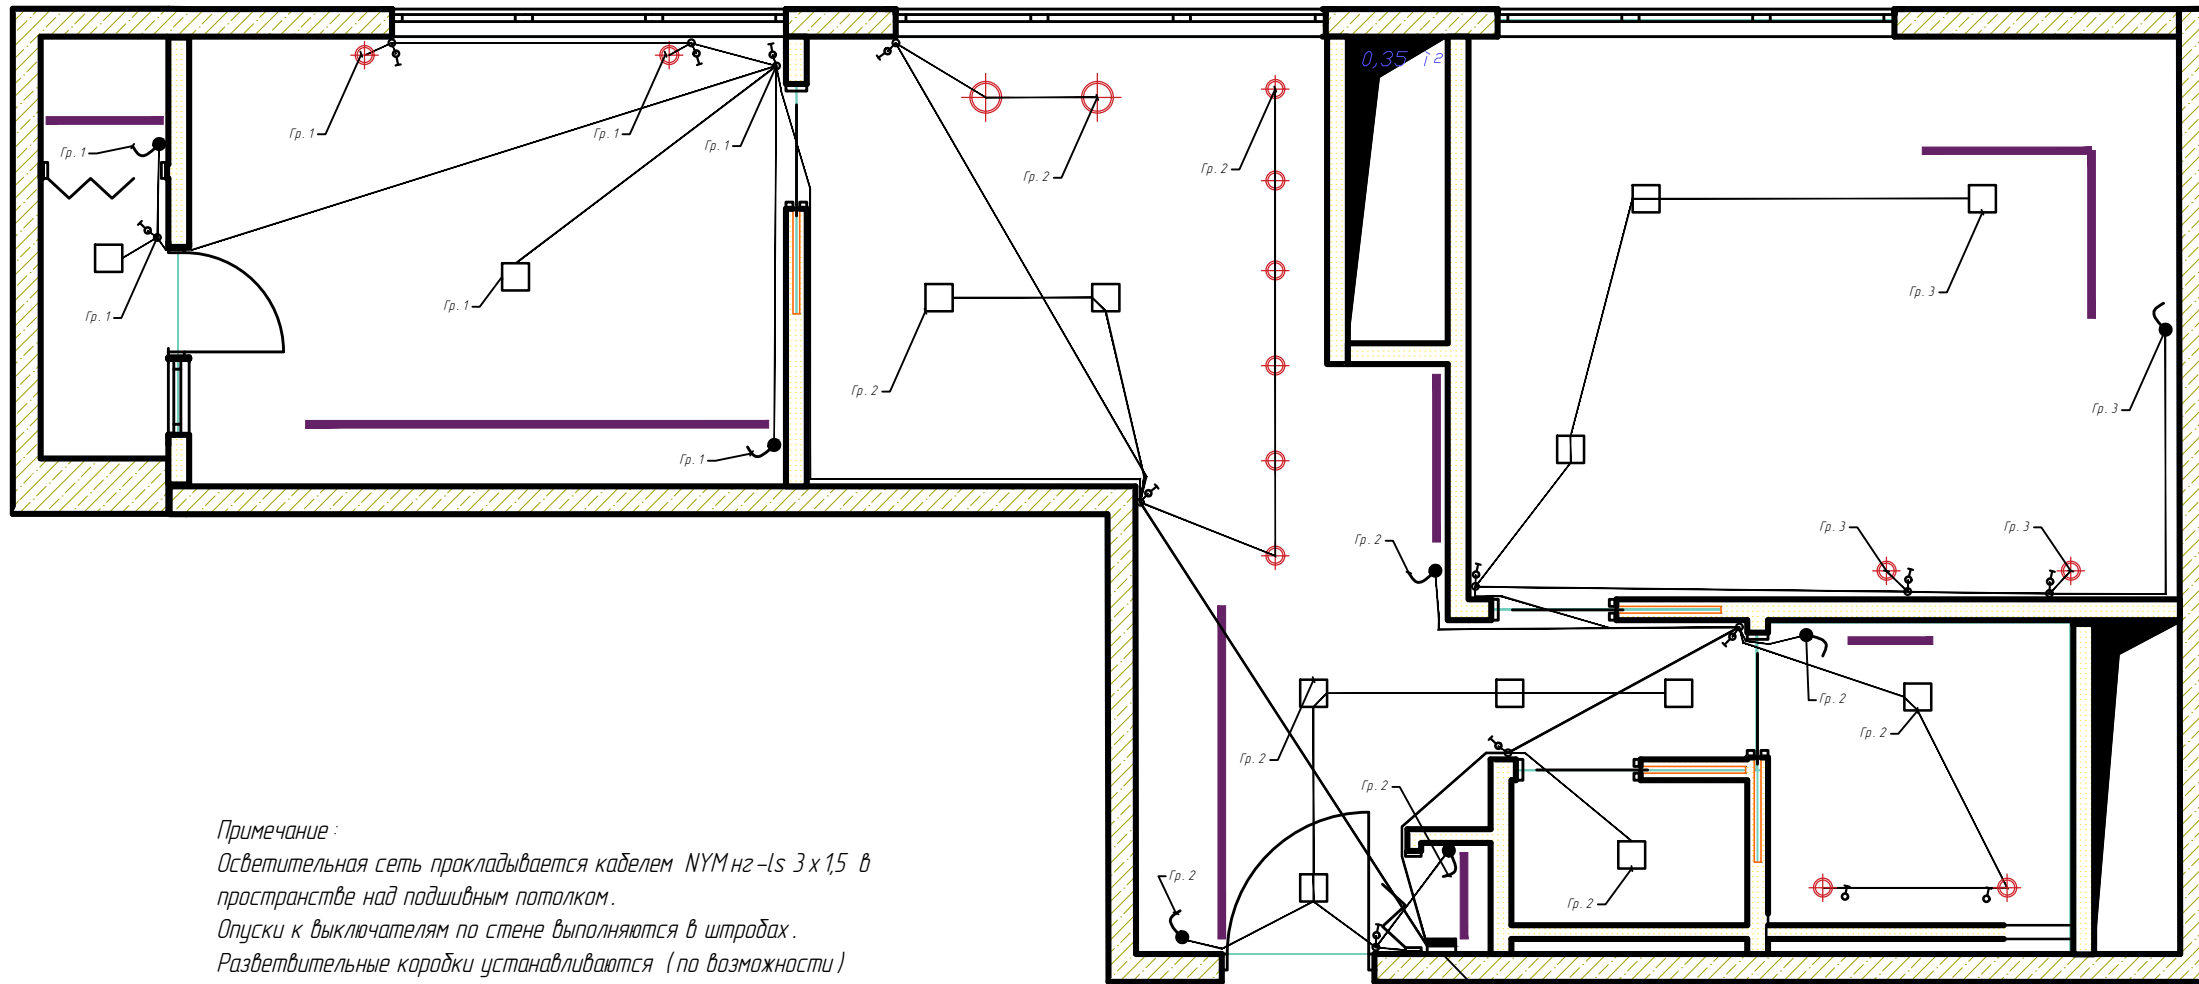 0,35 г2
Гр. 1
Гр. 1
Гр. 1
Гр. 1
Гр. 2
Гр. 2
Гр. 1
Гр. 1
Гр. 3
Гр. 2
Гр. 3
Гр. 1
Гр. 2
Гр. 3
Гр. 3
Гр. 2
Гр. 2
Гр. 2
Гр. 2
Гр. 2
Гр. 2
Примечание :
Осветительная сеть прокладывается кабелем NYM нг-ls 3 х 1,5 в
пространстве над подшивным потолком.
Опуски к выключателям по стене выполняются в штробах.
Разветвительные коробки устанавливаются ( по возможности )